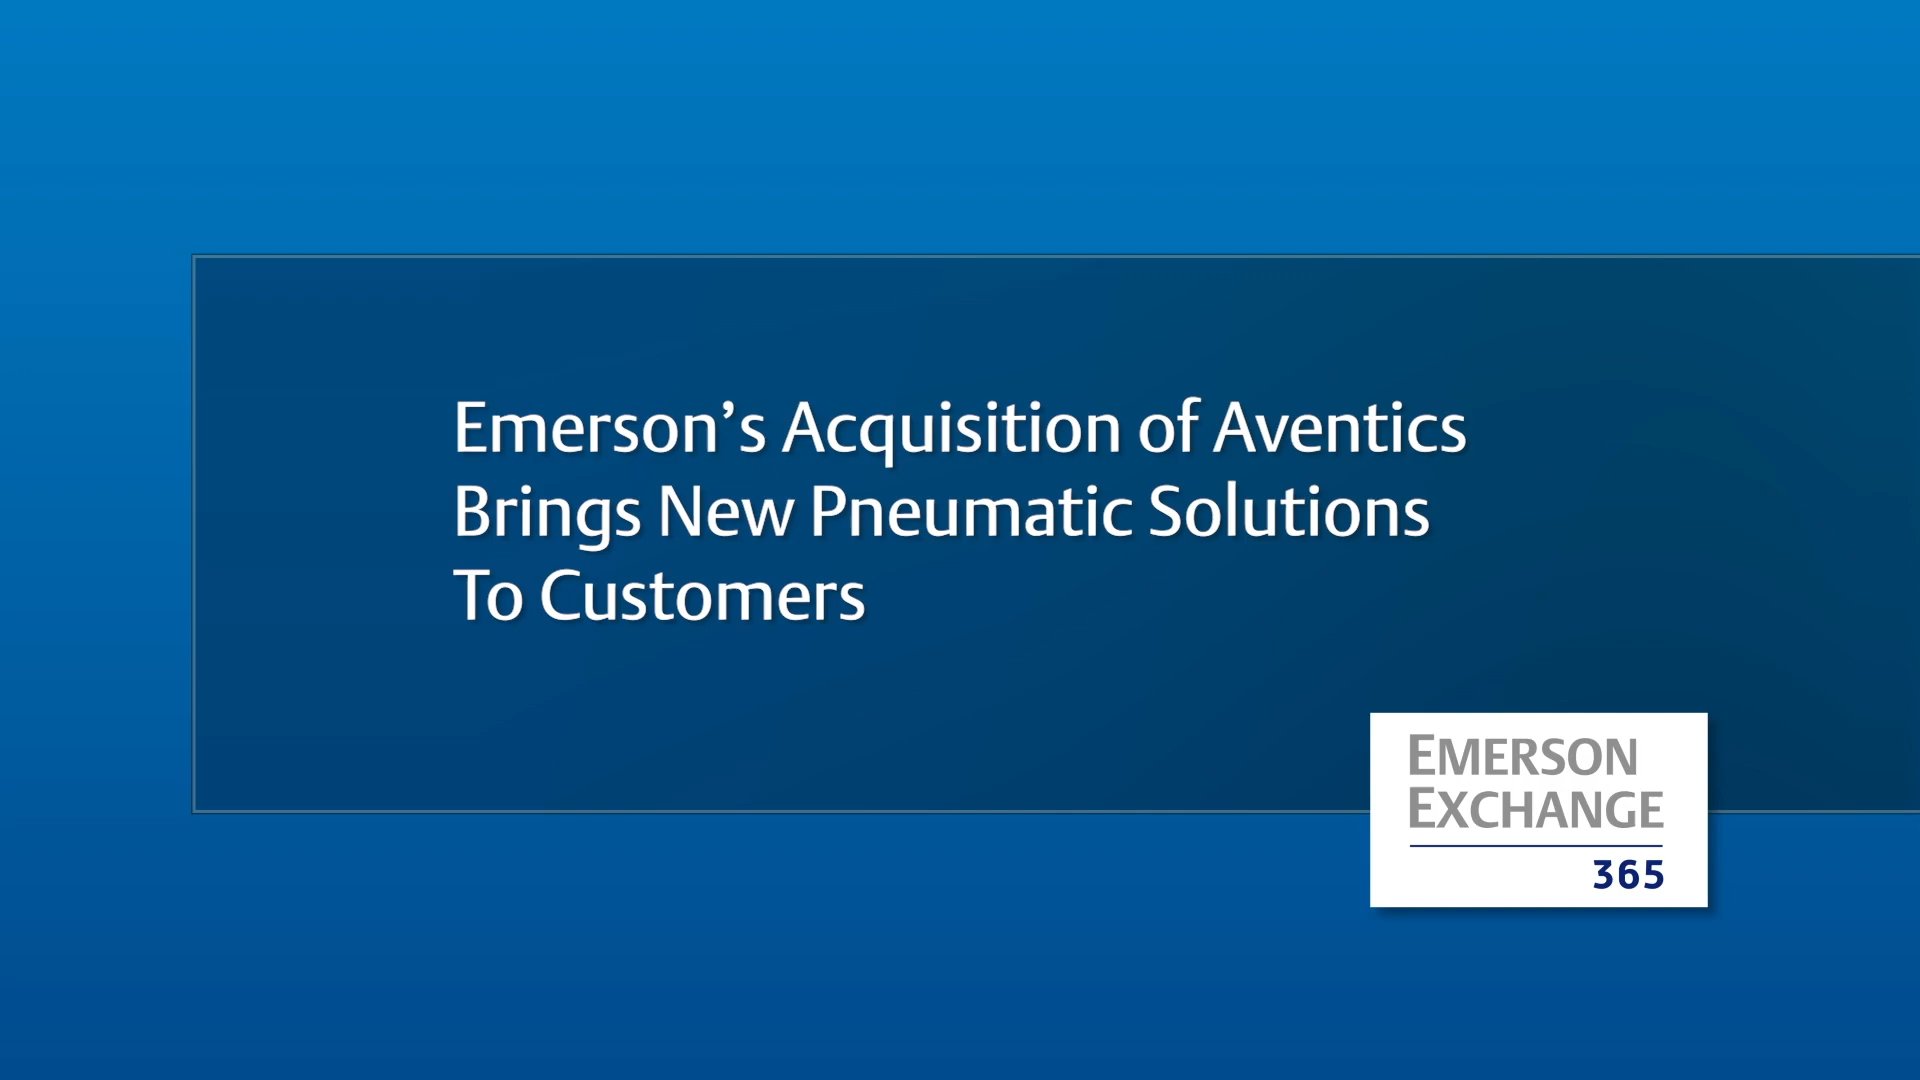 Emerson’s Acquisition of Aventics
Brings New Pneumatic Solutions
To Customers
EMERSON
EXCHANGE
365